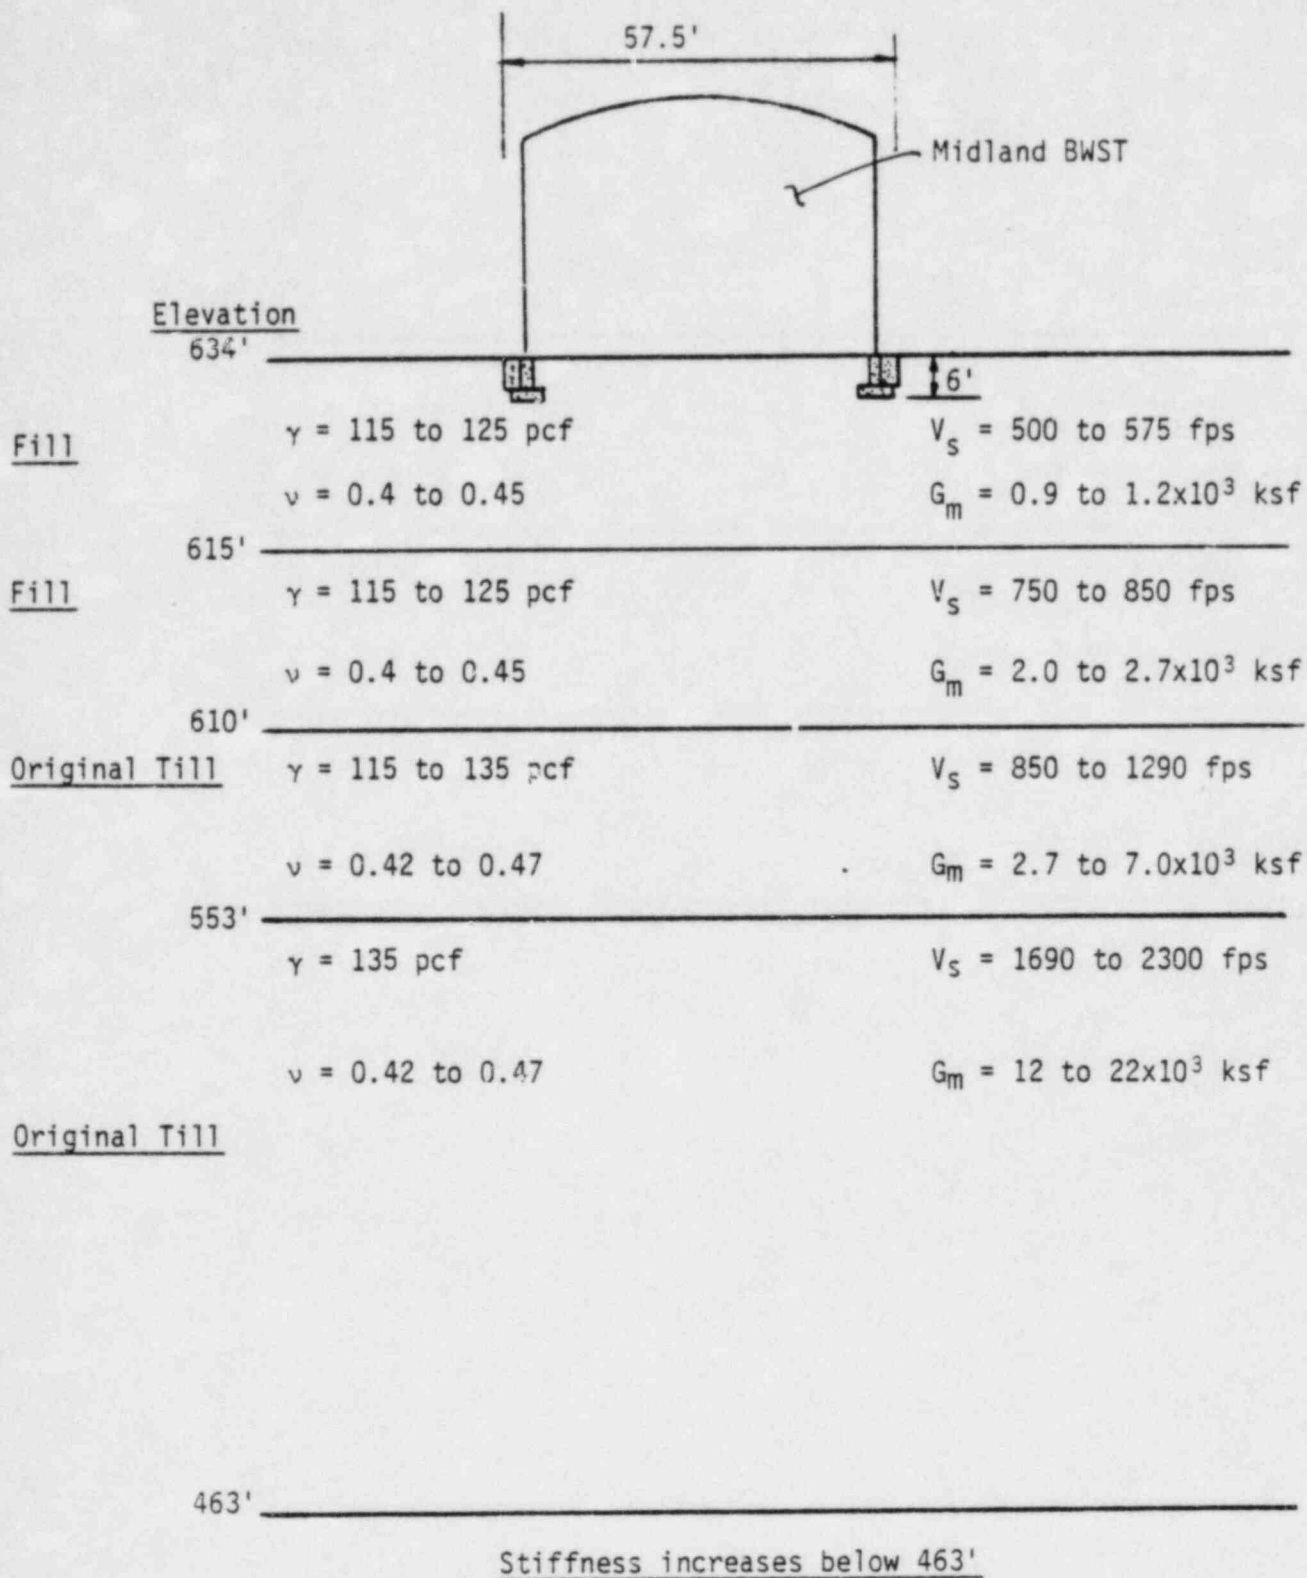 57.5'
Midland BWST
Elevation
634'
6'
Fill
γ = 115 to 125 pcf
V_s = 500 to 575 fps
ν = 0.4 to 0.45
G_m = 0.9 to 1.2x10³ ksf
615'
Fill
γ = 115 to 125 pcf
V_s = 750 to 850 fps
ν = 0.4 to 0.45
G_m = 2.0 to 2.7x10³ ksf
610'
Original Till
γ = 115 to 135 pcf
V_s = 850 to 1290 fps
ν = 0.42 to 0.47
G_m = 2.7 to 7.0x10³ ksf
553'
γ = 135 pcf
V_s = 1690 to 2300 fps
ν = 0.42 to 0.47
G_m = 12 to 22x10³ ksf
Original Till
463'
Stiffness increases below 463'